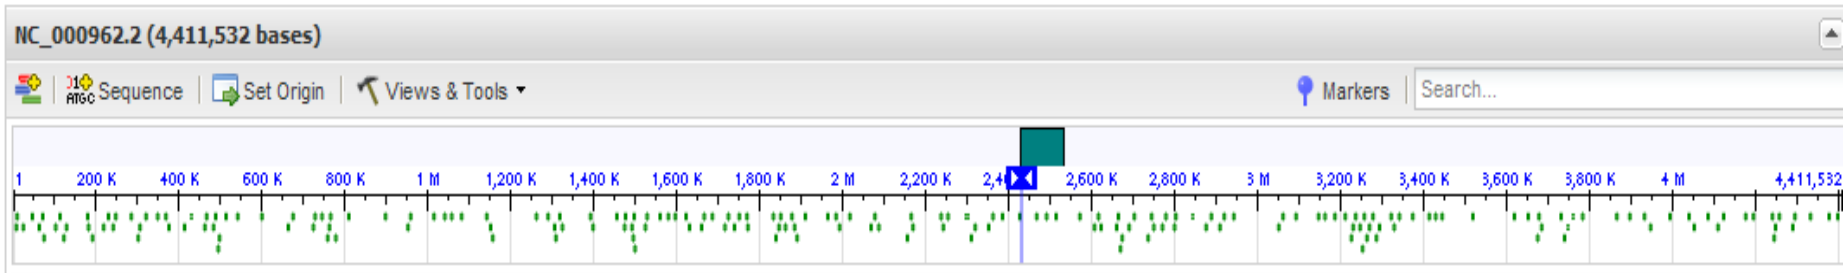 NC_000962.2 (4,411,532 bases)
Sequence Set Origin Views & Tools Markers Search...
1 200 K 400 K 600 K 800 K 1 M 1,200 K 1,400 K 1,600 K 1,800 K 2 M 2,200 K 2,4 2,600 K 2,800 K 3 M 3,200 K 3,400 K 3,600 K 3,800 K 4 M 4,411,532